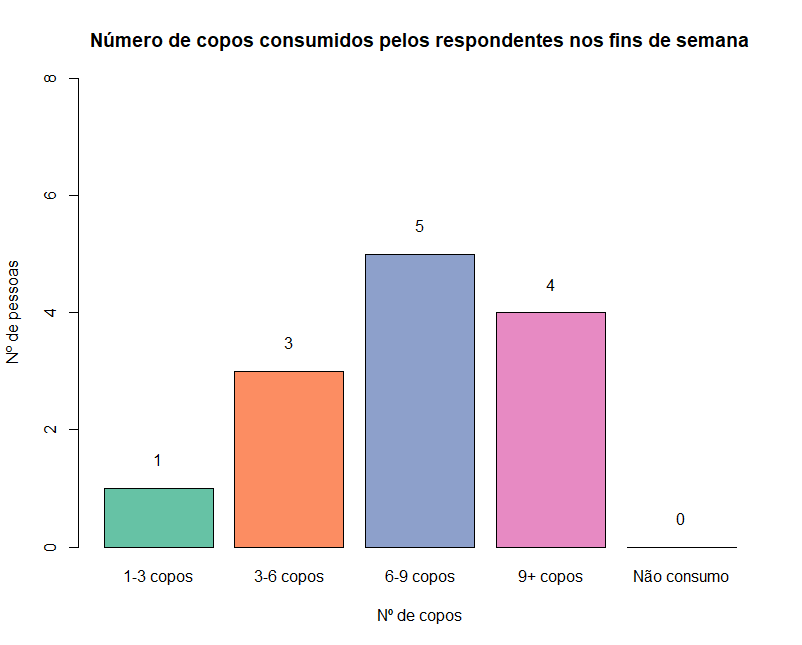 Número de copos consumidos pelos respondentes nos fins de semana
Nº de pessoas
8
6
4
2
0
1
3
5
4
0
1-3 copos
3-6 copos
6-9 copos
9+ copos
Não consumo
Nº de copos